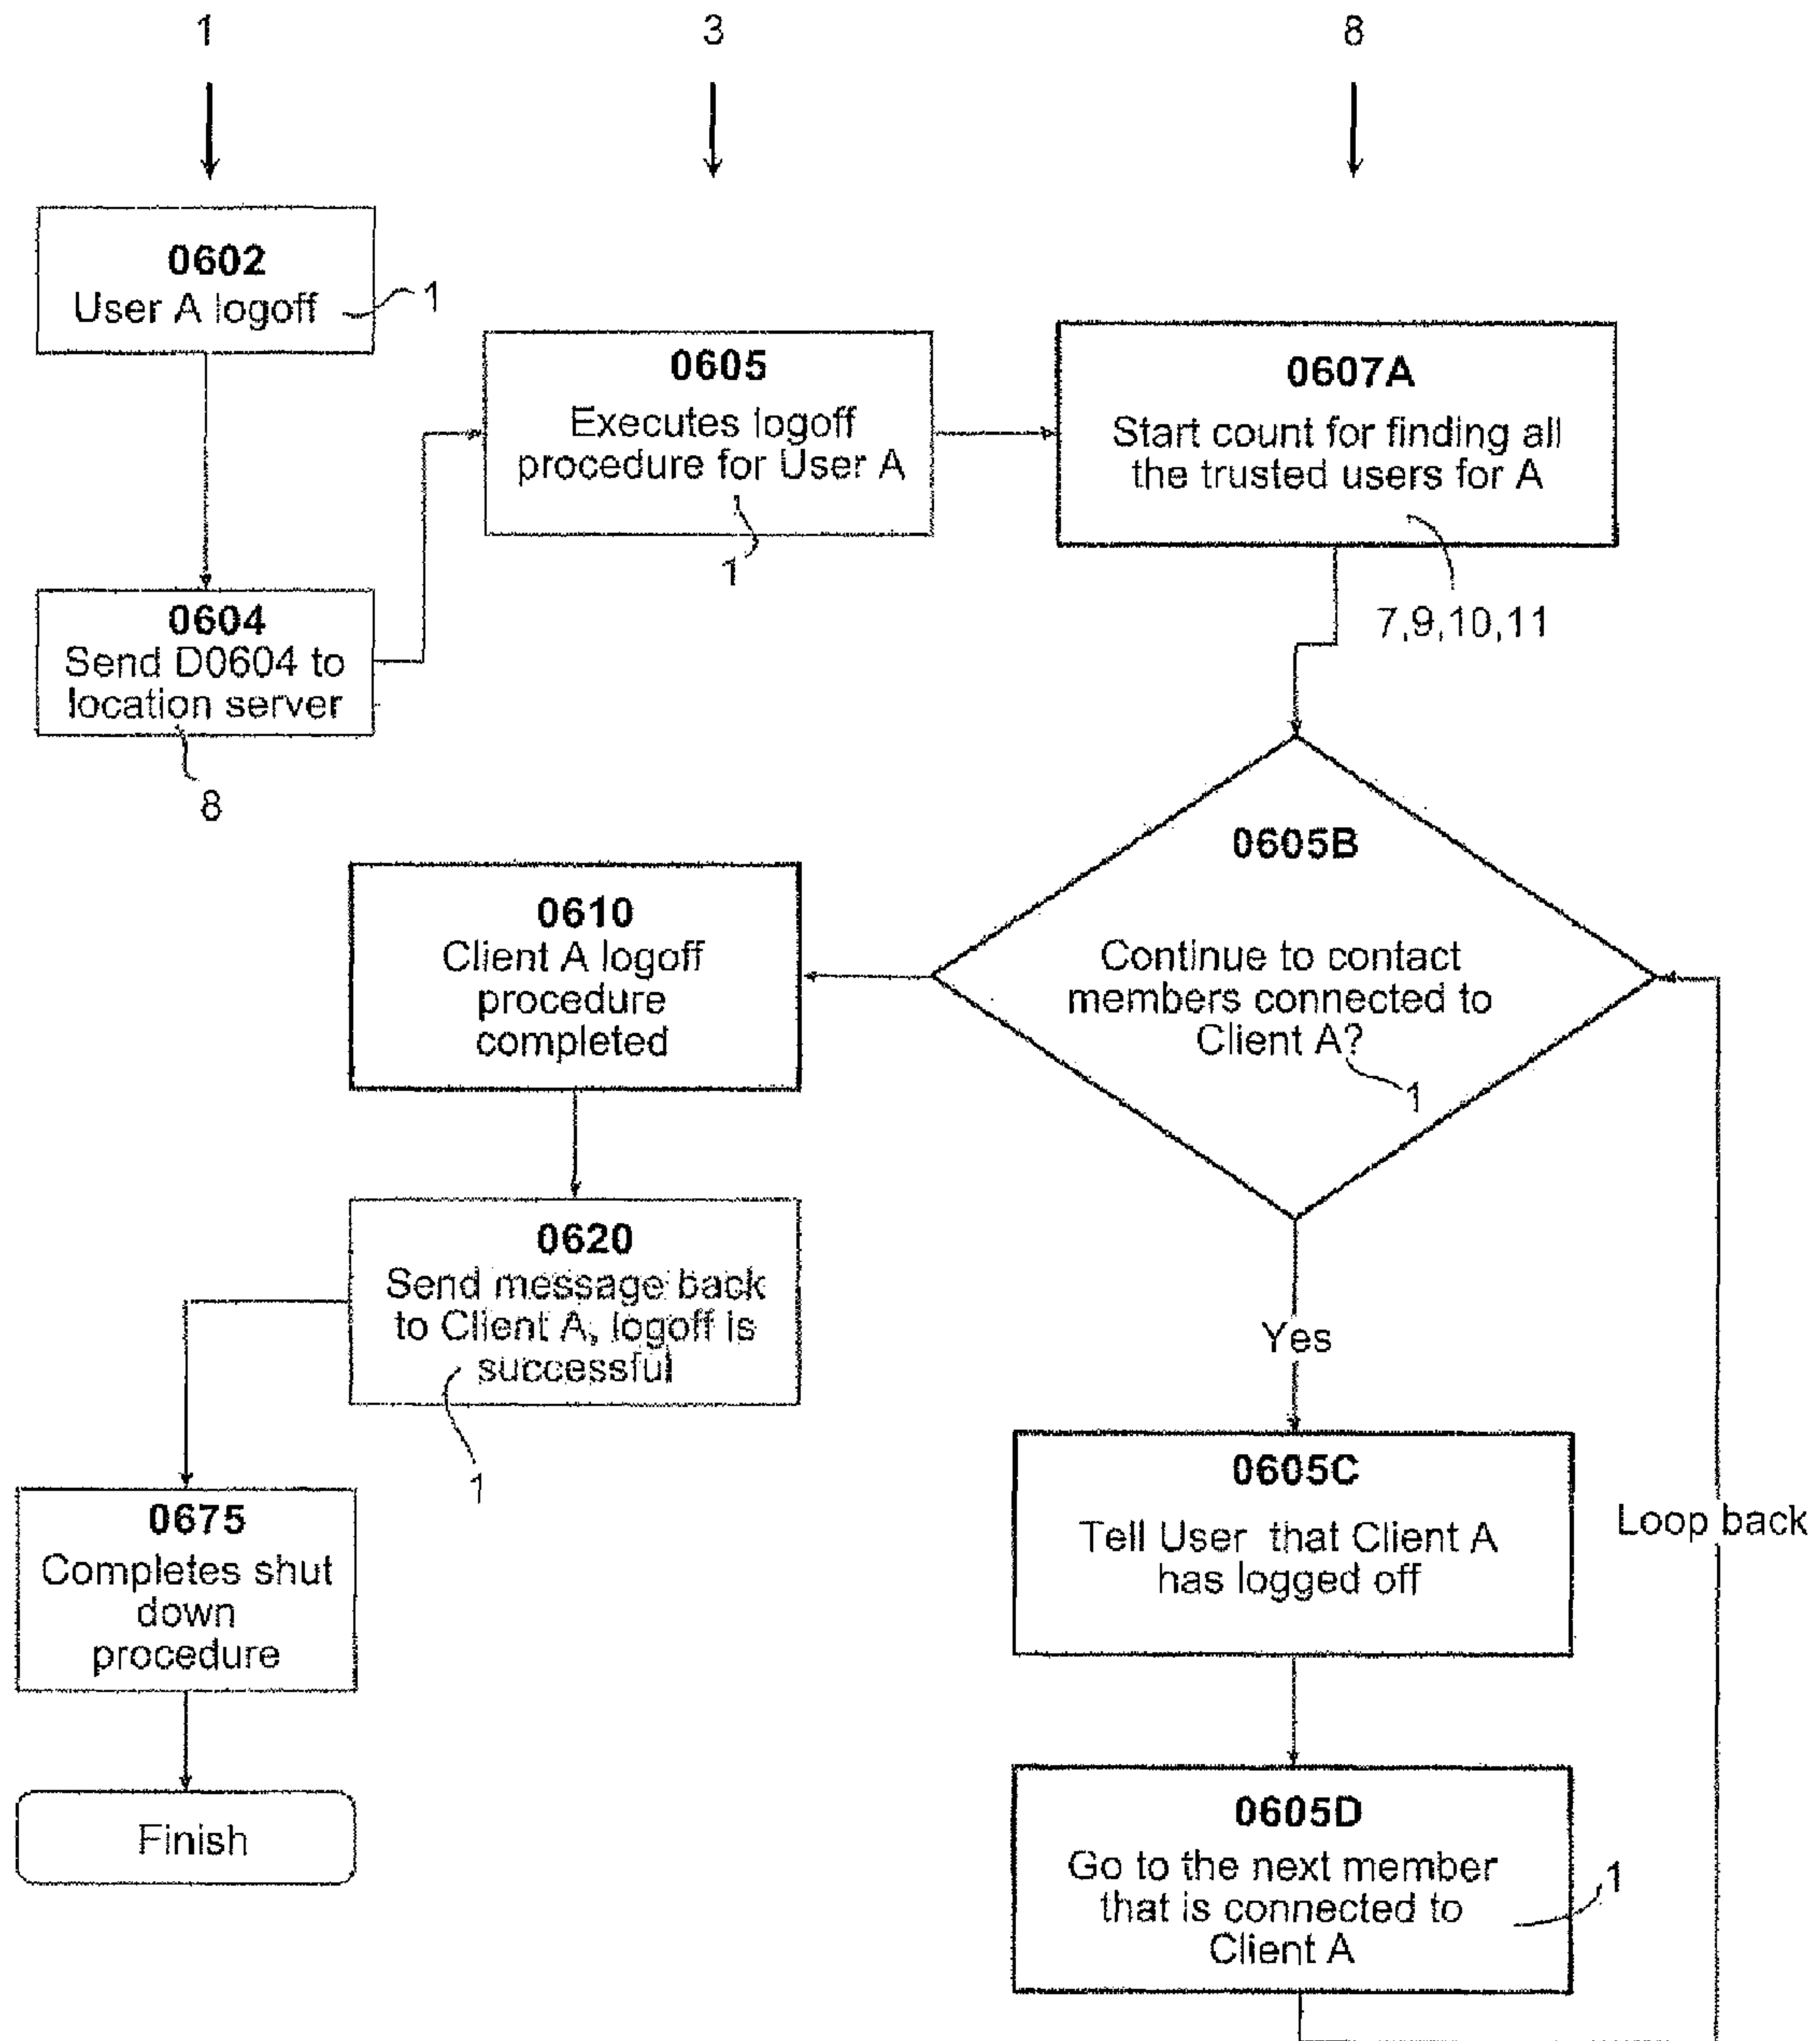 1
3
8
0602
User A logoff
1
0604
Send D0604 to
location server
8
0605
Executes logoff
procedure for User A
1
0607A
Start count for finding all
the trusted users for A
7,9,10,11
0605B
Continue to contact
members connected to
Client A?
1
0610
Client A logoff
procedure
completed
0620
Send message back
to Client A, logoff is
successful
1
0675
Completes shut
down
procedure
Finish
Yes
0605C
Tell User that Client A
has logged off
Loop back
0605D
Go to the next member
that is connected to
Client A
1